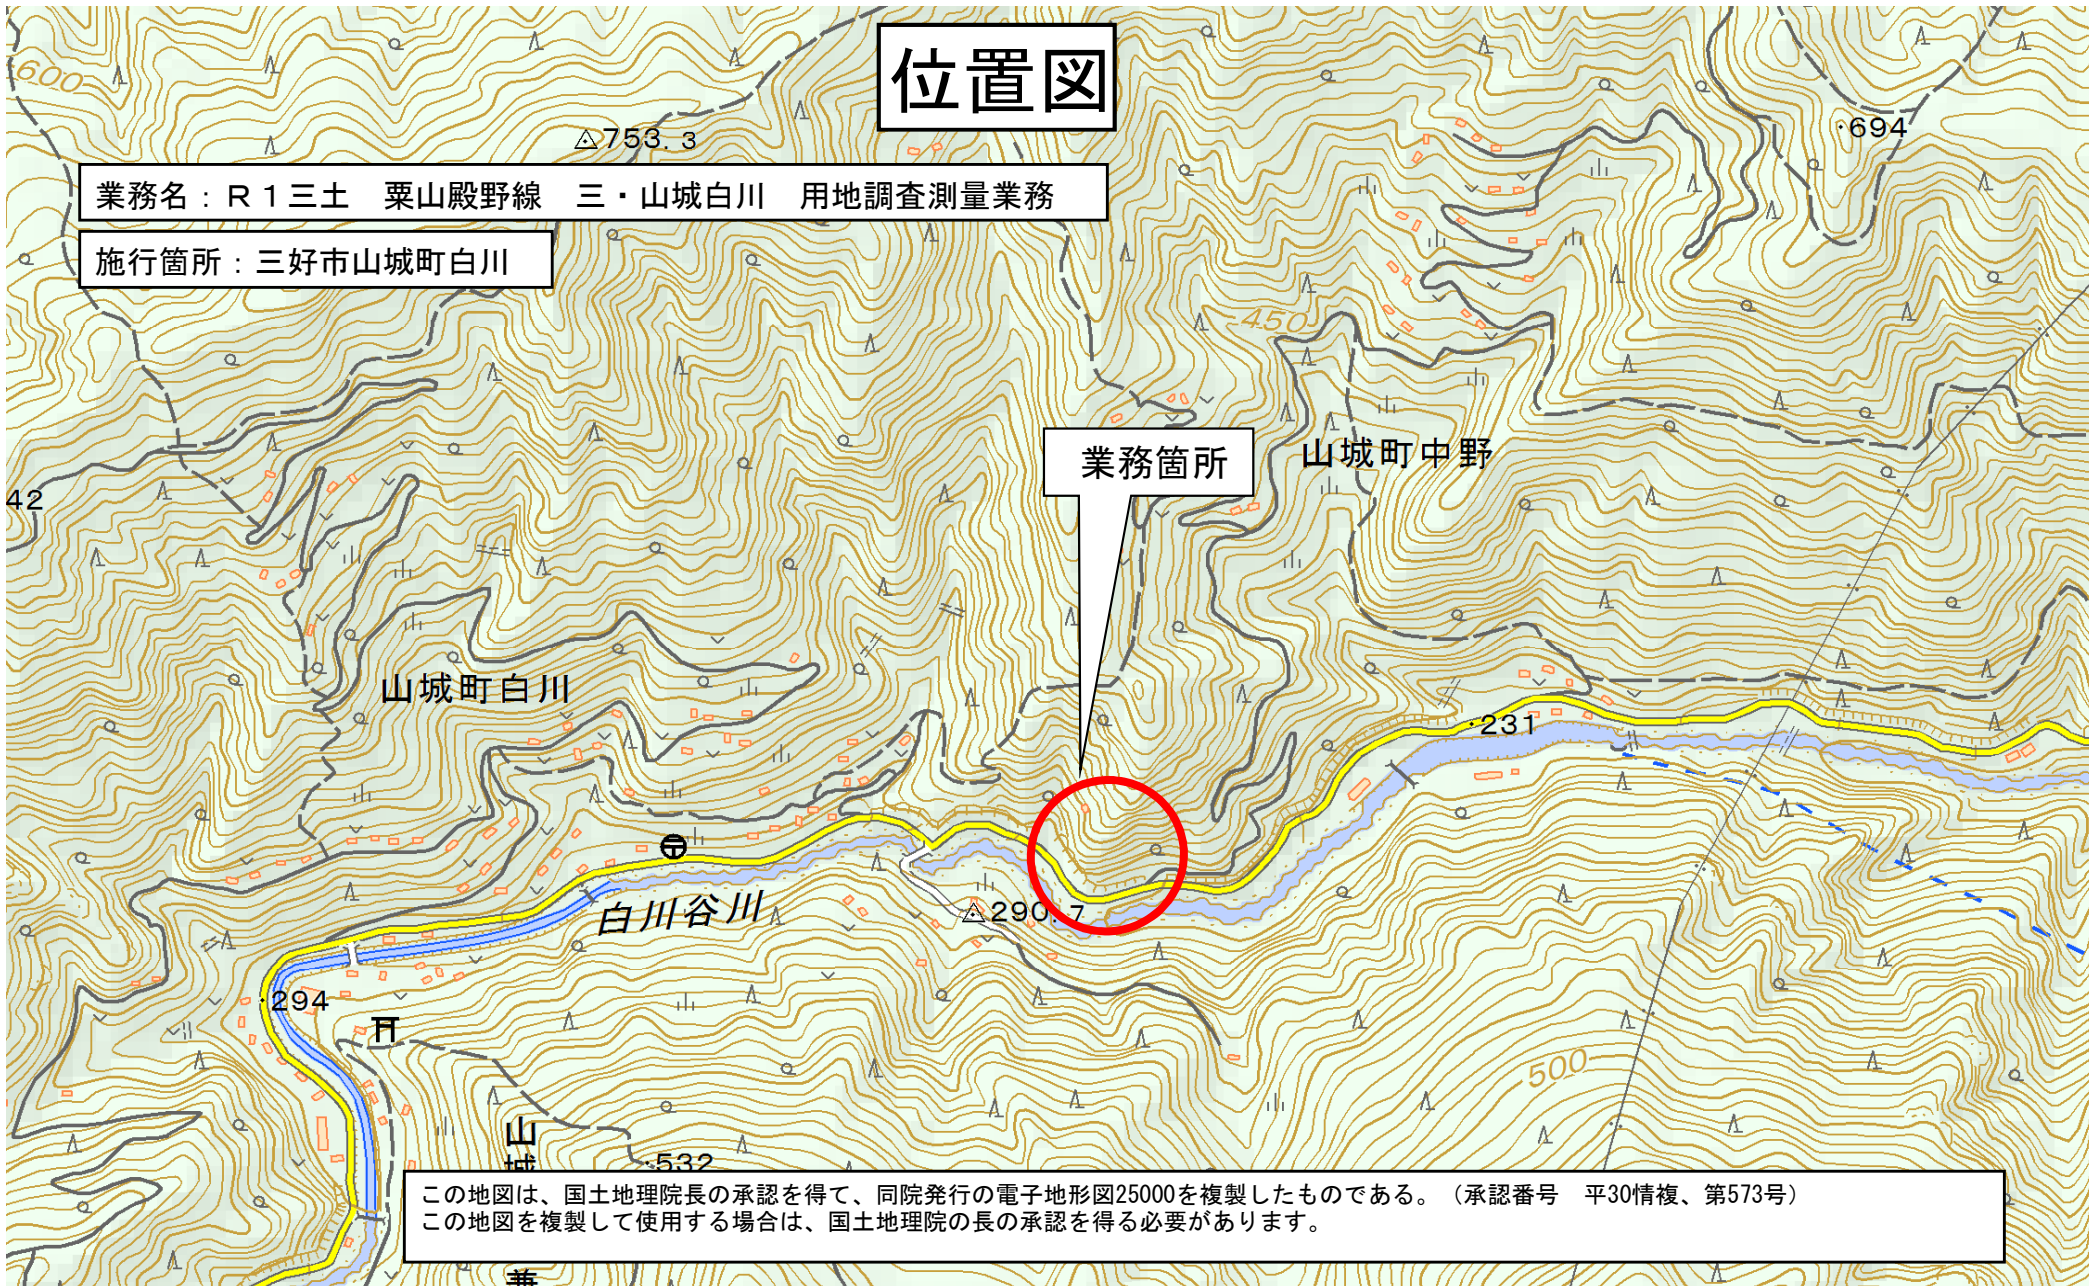 位置図
600
753.3
694
業務名：Ｒ１三土　粟山殿野線　三・山城白川　用地調査測量業務
施行箇所：三好市山城町白川
450
業務箇所
山城町中野
42
山城町白川
231
白川谷川
290.7
294
500
山城
532
この地図は、国土地理院長の承認を得て、同院発行の電子地形図25000を複製したものである。（承認番号　平30情複、第573号）
この地図を複製して使用する場合は、国土地理院の長の承認を得る必要があります。